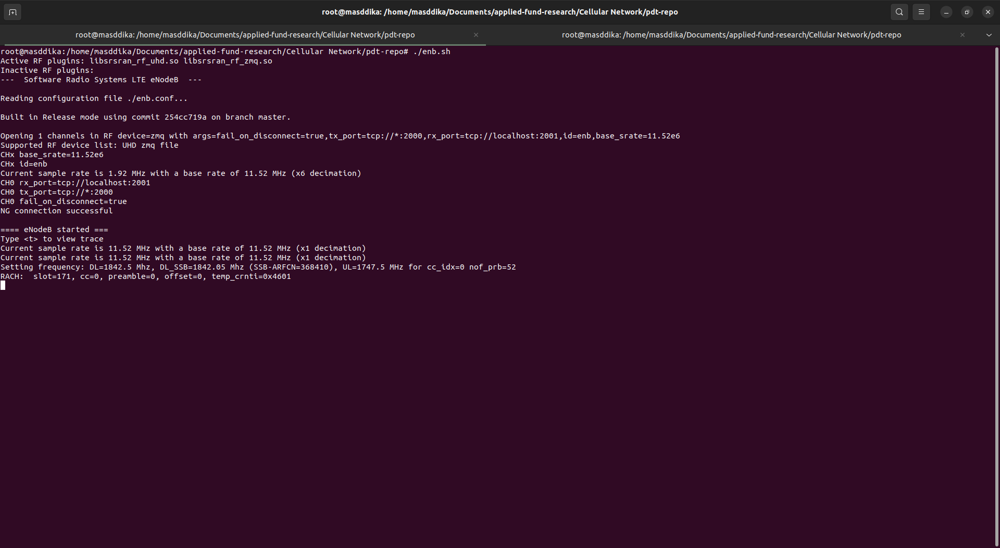 root@masddika: /home/masddika/Documents/applied-fund-research/Cellular Network/pdt-repo
root@masddika: /home/masddika/Documents/applied-fund-research/Cellular Network/pdt-repo
root@masddika: /home/masddika/Documents/applied-fund-research/Cellular Network/pdt-repo
root@masddika:/home/masddika/Documents/applied-fund-research/Cellular Network/pdt-repo# ./enb.sh
Active RF plugins: libsrsran_rf_uhd.so libsrsran_rf_zmq.so
Inactive RF plugins:
---  Software Radio Systems LTE eNodeB  ---
Reading configuration file ./enb.conf...
Built in Release mode using commit 254cc719a on branch master.
Opening 1 channels in RF device=zmq with args=fail_on_disconnect=true,tx_port=tcp://*:2000,rx_port=tcp://localhost:2001,id=enb,base_srate=11.52e6
Supported RF device list: UHD zmq file
CHx base_srate=11.52e6
CHx id=enb
Current sample rate is 1.92 MHz with a base rate of 11.52 MHz (x6 decimation)
CH0 rx_port=tcp://localhost:2001
CH0 tx_port=tcp://*:2000
CH0 fail_on_disconnect=true
NG connection successful
==== eNodeB started ===
Type <t> to view trace
Current sample rate is 11.52 MHz with a base rate of 11.52 MHz (x1 decimation)
Current sample rate is 11.52 MHz with a base rate of 11.52 MHz (x1 decimation)
Setting frequency: DL=1842.5 Mhz, DL_SSB=1842.05 Mhz (SSB-ARFCN=368410), UL=1747.5 MHz for cc_idx=0 nof_prb=52
RACH:  slot=171, cc=0, preamble=0, offset=0, temp_crnti=0x4601